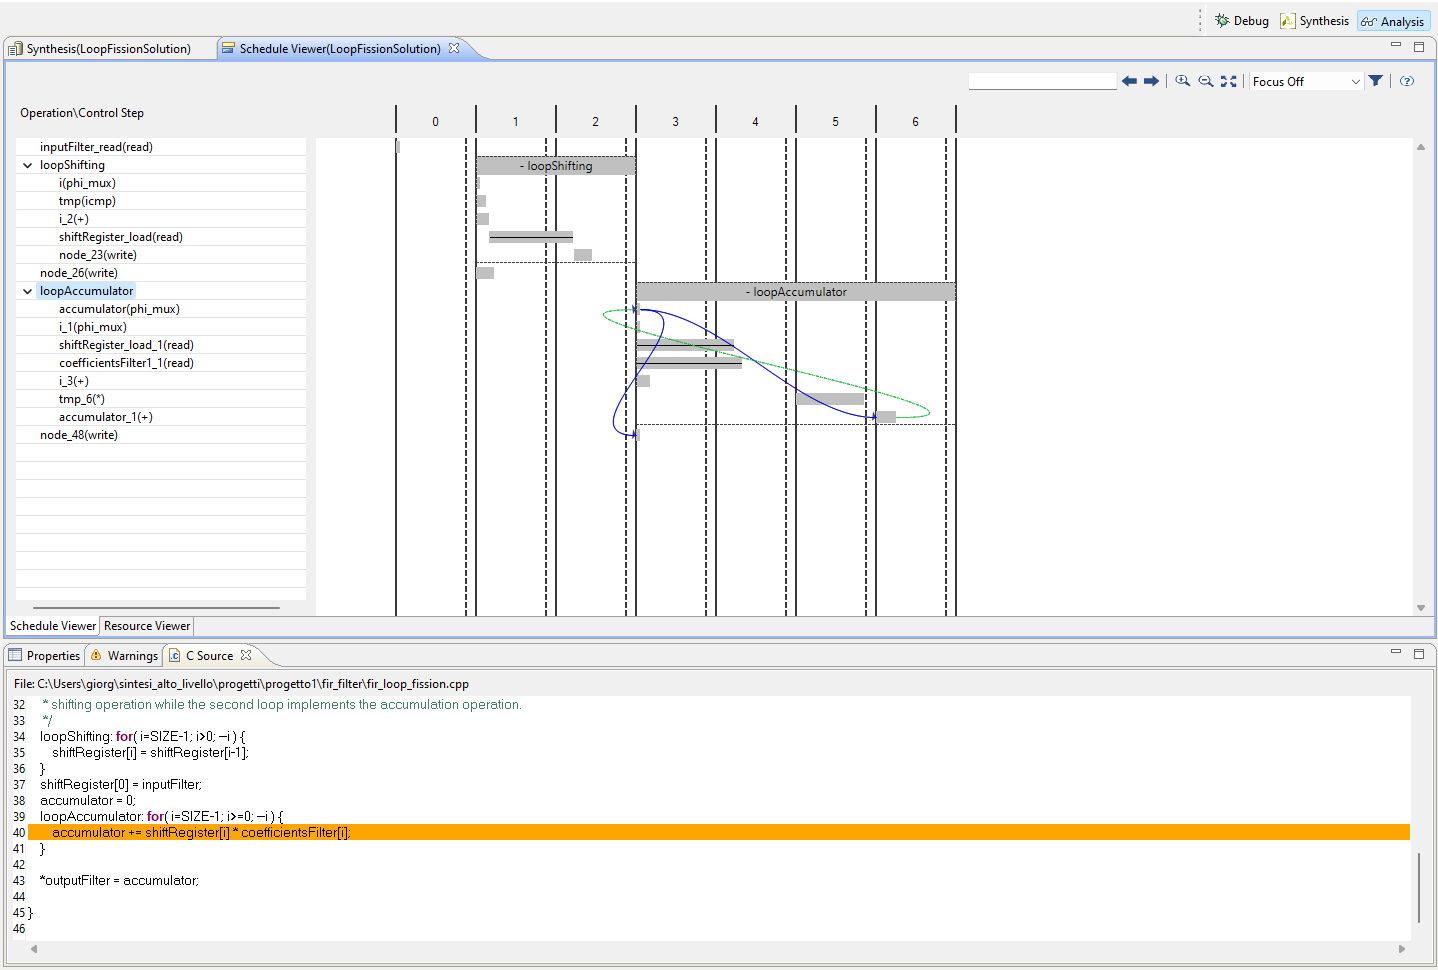 Debug Synthesis Analysis
Synthesis(LoopFissionSolution) Schedule Viewer(LoopFissionSolution)
Focus Off
Operation\Control Step 0 1 2 3 4 5 6
inputFilter_read(read)
loopShifting - loopShifting
i(phi_mux)
tmp(icmp)
i_2(+)
shiftRegister_load(read)
node_23(write)
node_26(write)
loopAccumulator - loopAccumulator
accumulator(phi_mux)
i_1(phi_mux)
shiftRegister_load_1(read)
coefficientsFilter1_1(read)
i_3(+)
tmp_6(*)
accumulator_1(+)
node_48(write)
Schedule Viewer Resource Viewer
Properties Warnings C Source
File: C:\Users\giorg\sintesi_alto_livello\progetti\progetto1\fir_filter\fir_loop_fission.cpp
32 * shifting operation while the second loop implements the accumulation operation.
33 */
34 loopShifting: for( i=SIZE-1; i>0; --i ) {
35 shiftRegister[i] = shiftRegister[i-1];
36 }
37 shiftRegister[0] = inputFilter;
38 accumulator = 0;
39 loopAccumulator: for( i=SIZE-1; i>=0; --i ) {
40 accumulator += shiftRegister[i] * coefficientsFilter[i];
41 }
42
43 *outputFilter = accumulator;
44
45 }
46